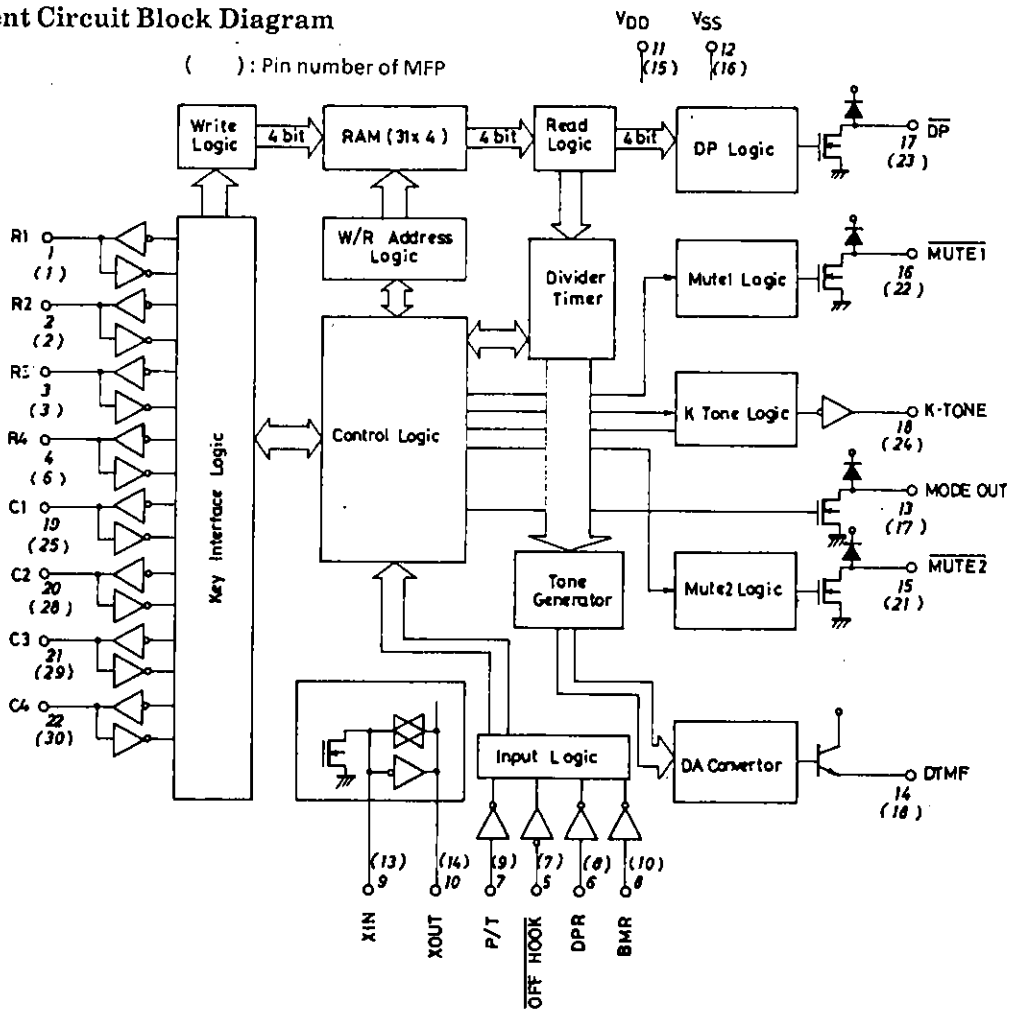 ent Circuit Block Diagram
( ) : Pin number of MFP
VDD
11
(15)
VSS
12
(16)
Write Logic
4 bit
RAM (31x 4)
4 bit
Read Logic
4 bit
DP Logic
DP
17
(23)
W/R Address Logic
Divider Timer
Mute1 Logic
MUTE1
16
(22)
R1
1
(1)
R2
2
(2)
R3
3
(3)
R4
4
(6)
C1
19
(25)
C2
20
(28)
C3
21
(29)
C4
22
(30)
Key Interface Logic
Control Logic
K Tone Logic
K-TONE
18
(24)
MODE OUT
13
(17)
Tone Generator
Mute2 Logic
MUTE2
15
(21)
Input Logic
DA Convertor
DTMF
14
(18)
(13)
9
XIN
(14)
10
XOUT
(9)
7
P/T
(7)
5
OFF HOOK
(8)
6
DPR
(10)
8
BMR